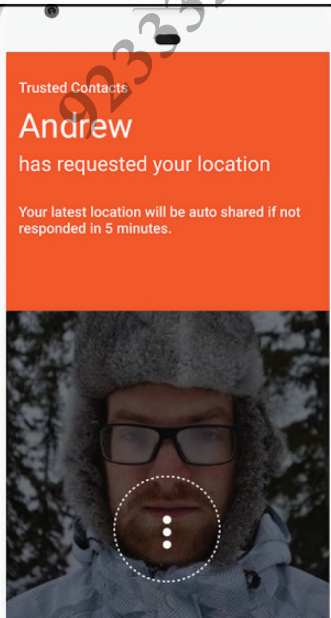 Trusted Contacts
Andrew
has requested your location
Your latest location will be auto shared if not
responded in 5 minutes.